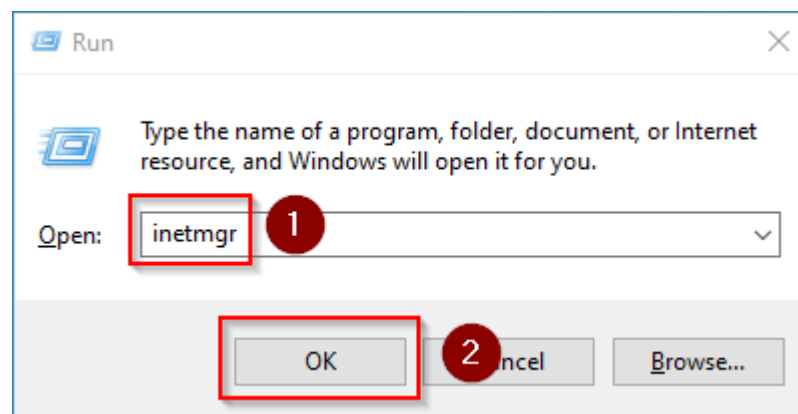 Run
Type the name of a program, folder, document, or Internet
resource, and Windows will open it for you.
Open: inetmgr 1
OK 2 ncel Browse...